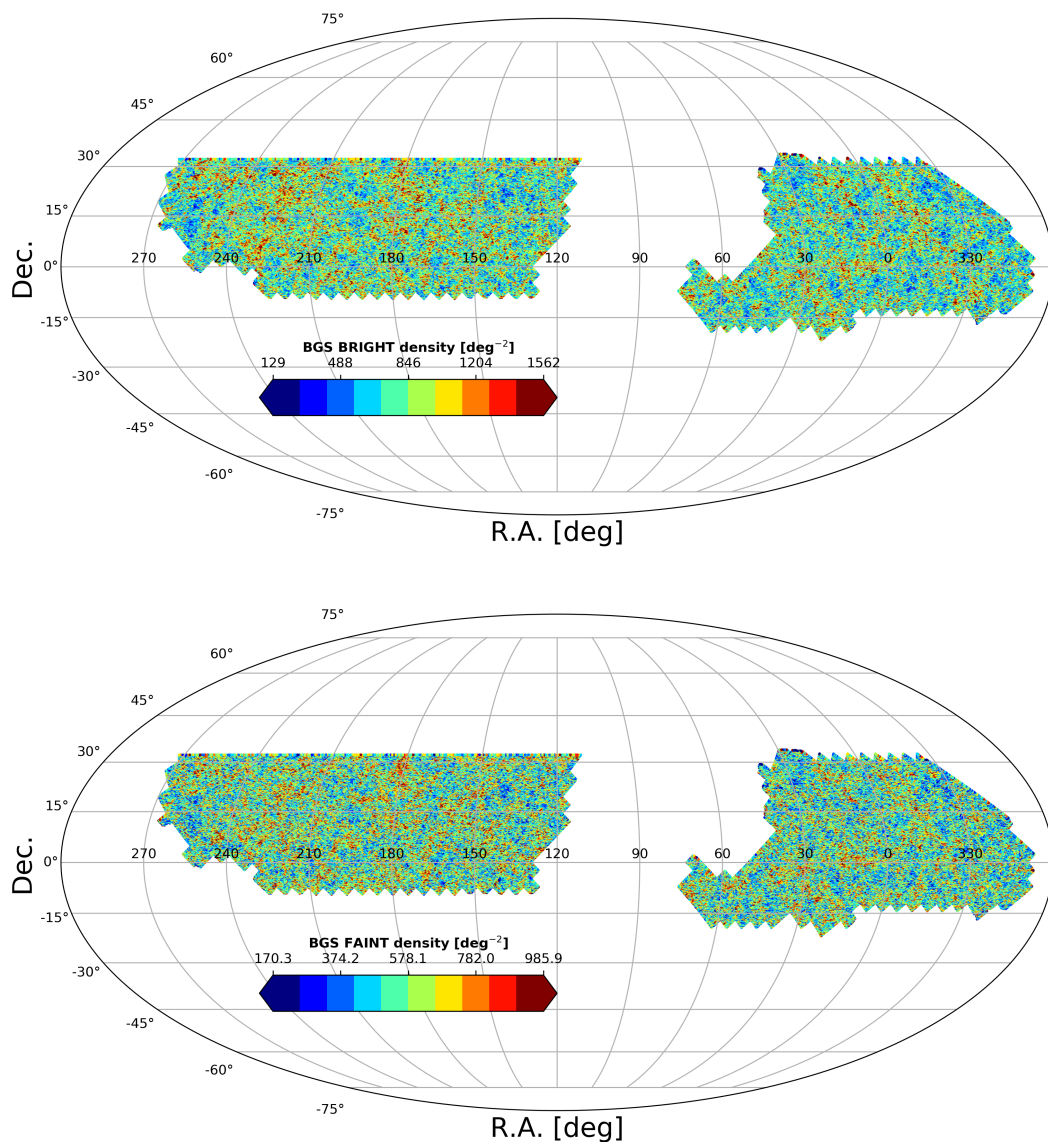 75°
60°
45°
30°
15°
270 240 210 180 150 120 90 60 30 0 330
0°
Dec.
-15°
BGS BRIGHT density [deg⁻²]
129 488 846 1204 1562
-30°
-45°
-60°
-75°
R.A. [deg]
75°
60°
45°
30°
15°
270 240 210 180 150 120 90 60 30 0 330
0°
Dec.
-15°
BGS FAINT density [deg⁻²]
170.3 374.2 578.1 782.0 985.9
-30°
-45°
-60°
-75°
R.A. [deg]